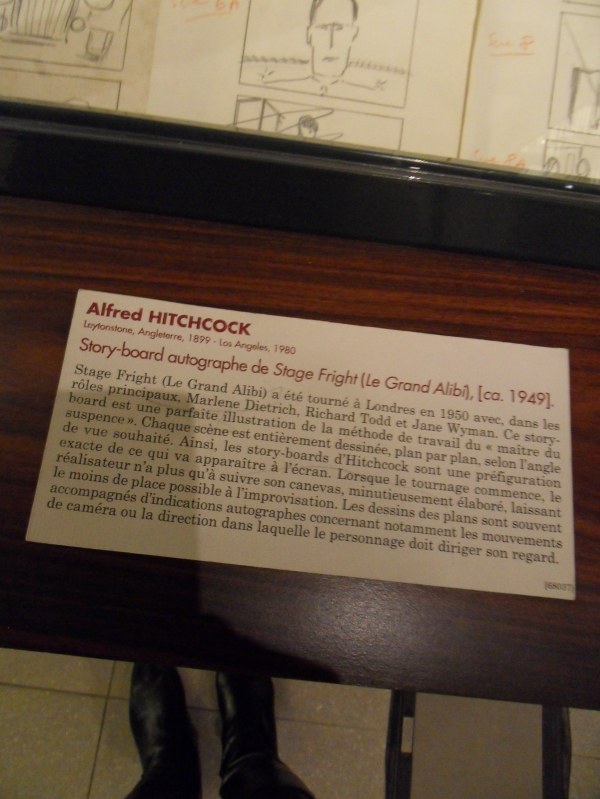 6A
2
Alfred HITCHCOCK
Leytonstone, Angleterre, 1899 - Los Angeles, 1980
Story-board autographe de Stage Fright (Le Grand Alibi), [ca. 1949].
Stage Fright (Le Grand Alibi) a été tourné à Londres en 1950 avec, dans les
rôles principaux, Marlene Dietrich, Richard Todd et Jane Wyman. Ce story-
board est une parfaite illustration de la méthode de travail du « maître du
suspence ». Chaque scène est entièrement dessinée, plan par plan, selon l'angle
de vue souhaité. Ainsi, les story-boards d'Hitchcock sont une préfiguration
exacte de ce qui va apparaître à l'écran. Lorsque le tournage commence, le
réalisateur n'a plus qu'à suivre son canevas, minutieusement élaboré, laissant
le moins de place possible à l'improvisation. Les dessins des plans sont souvent
accompagnés d'indications autographes concernant notamment les mouvements
de caméra ou la direction dans laquelle le personnage doit diriger son regard.